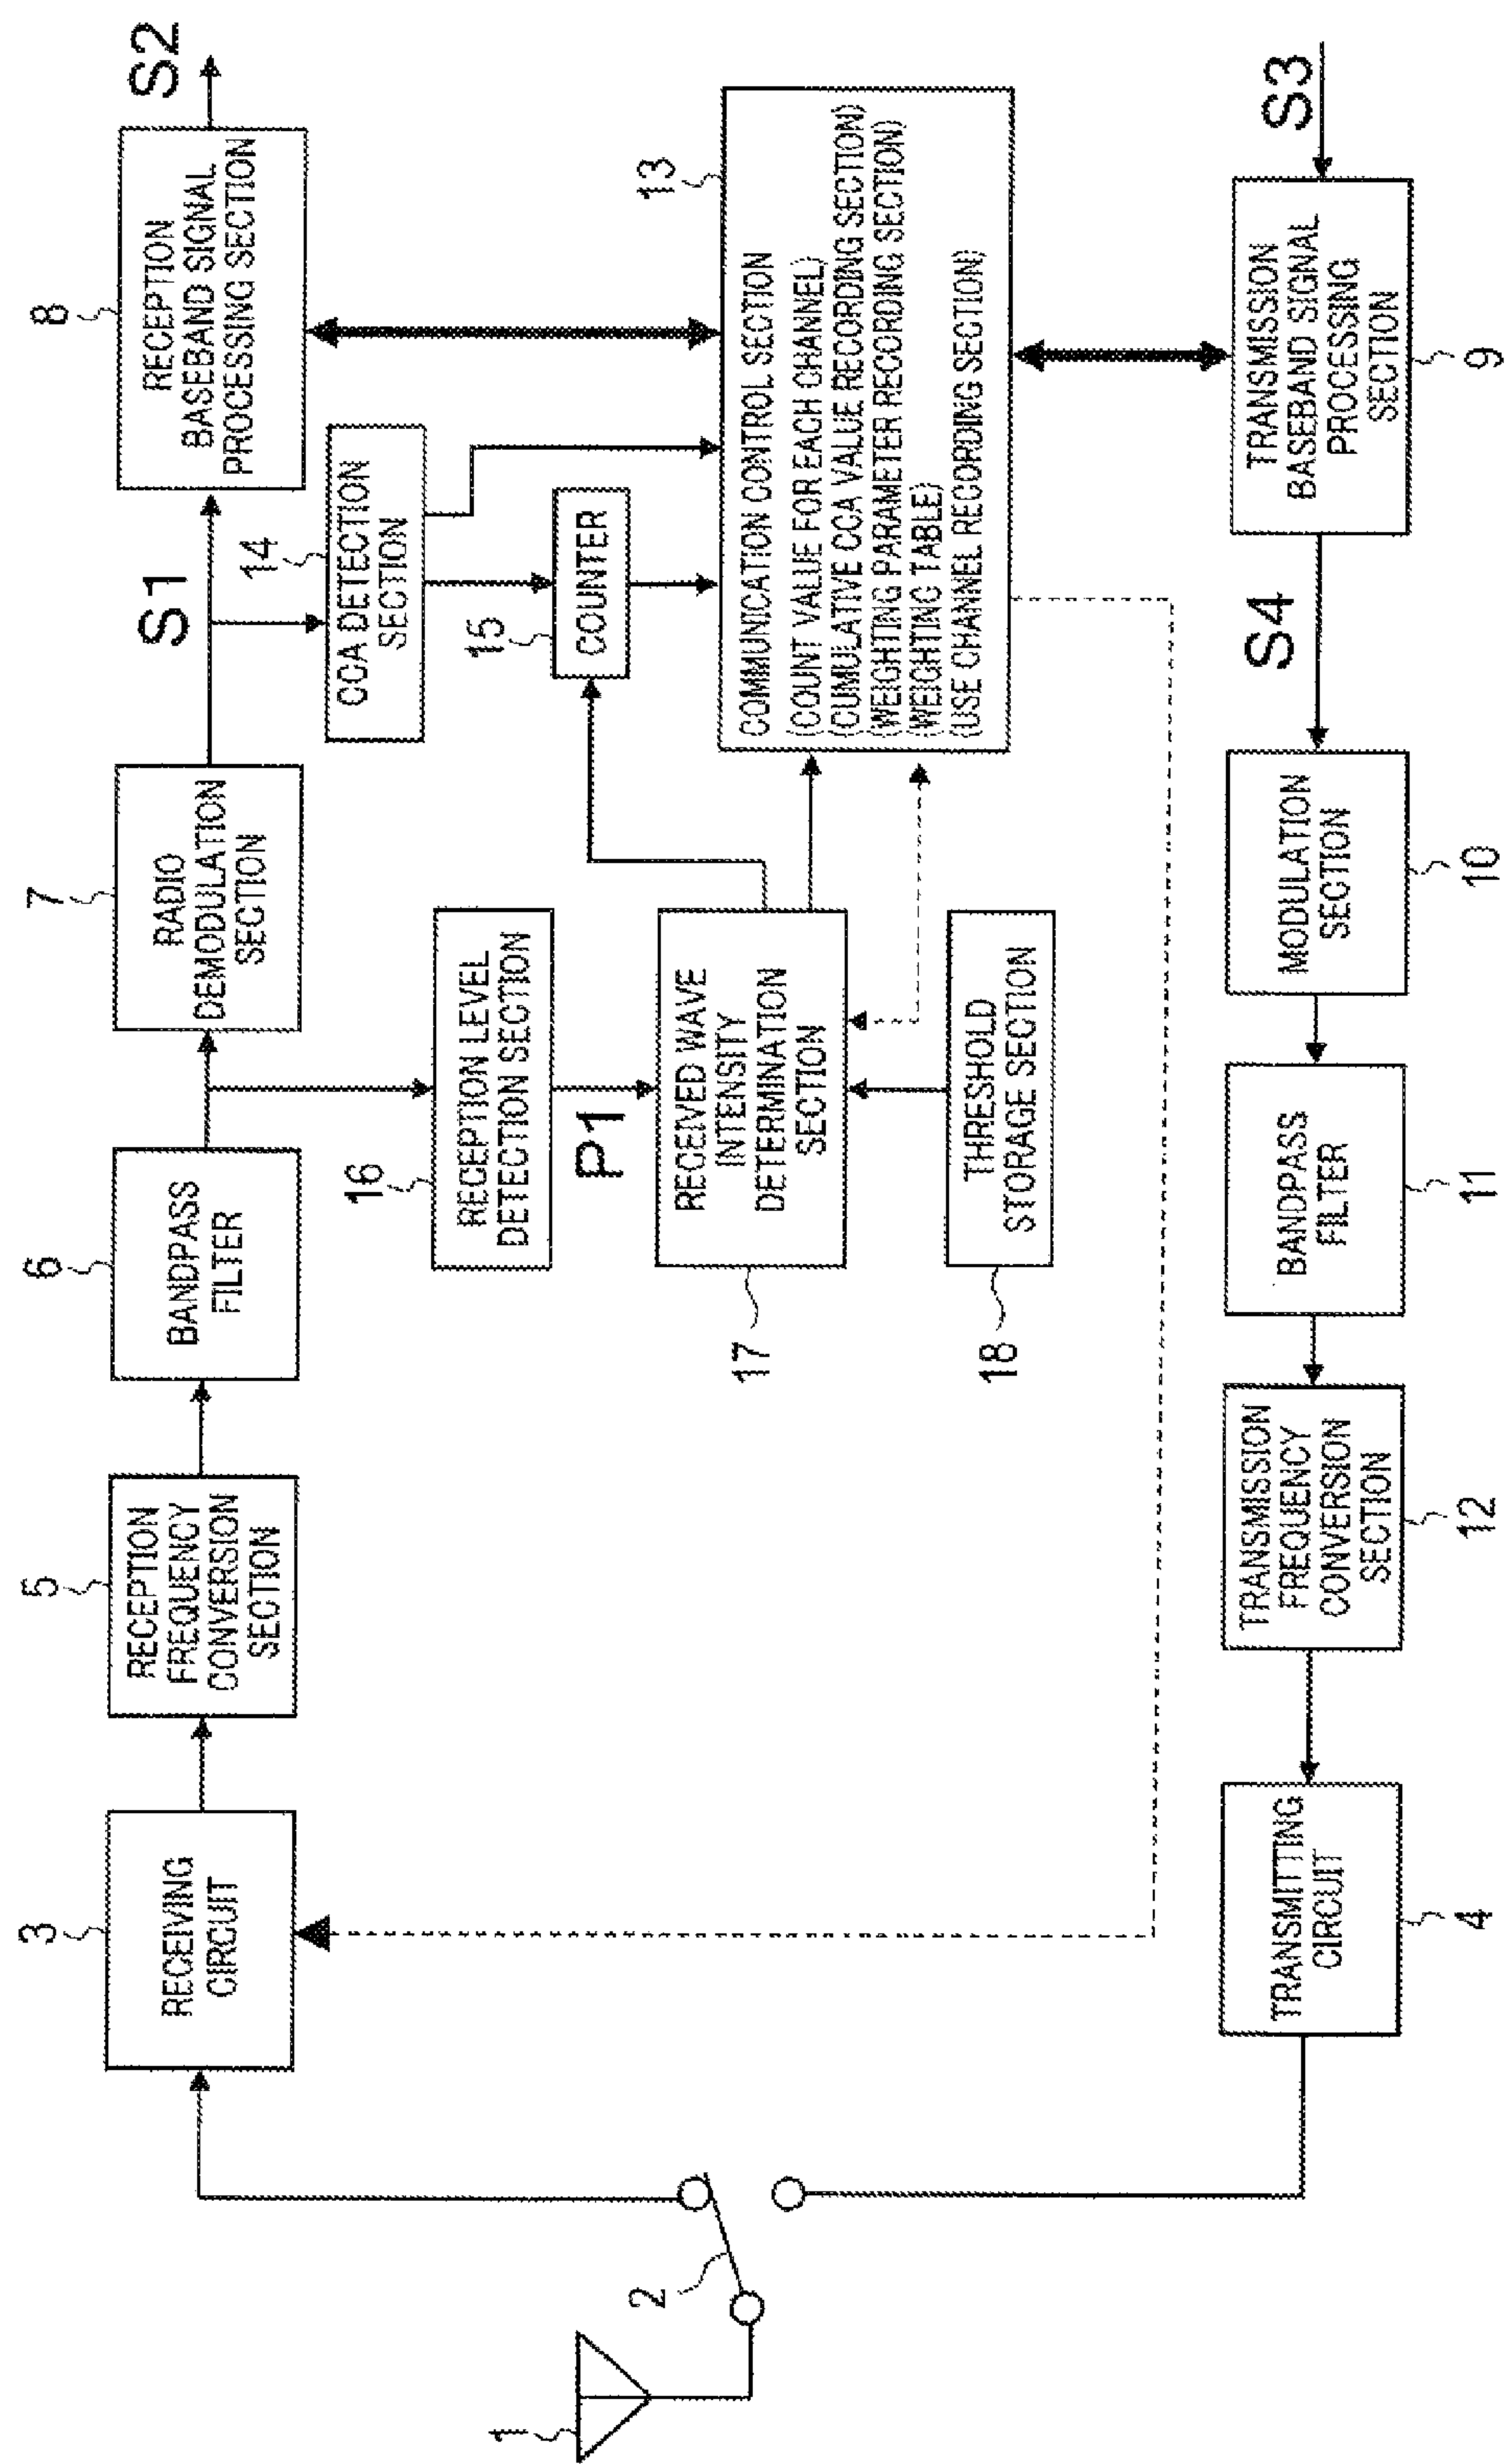 1
2
3
RECEIVING
CIRCUIT
5
RECEPTION
FREQUENCY
CONVERSION
SECTION
6
BANDPASS
FILTER
7
RADIO
DEMODULATION
SECTION
S1
8
RECEPTION
BASEBAND SIGNAL
PROCESSING SECTION
S2
14
CCA DETECTION
SECTION
15
COUNTER
16
RECEPTION LEVEL
DETECTION SECTION
P1
17
RECEIVED WAVE
INTENSITY
DETERMINATION
SECTION
18
THRESHOLD
STORAGE SECTION
13
COMMUNICATION CONTROL SECTION
(COUNT VALUE FOR EACH CHANNEL)
(CUMULATIVE CCA VALUE RECORDING SECTION)
(WEIGHTING PARAMETER RECORDING SECTION)
(WEIGHTING TABLE)
(USE CHANNEL RECORDING SECTION)
4
TRANSMITTING
CIRCUIT
12
TRANSMISSION
FREQUENCY
CONVERSION
SECTION
11
BANDPASS
FILTER
10
MODULATION
SECTION
S4
9
TRANSMISSION
BASEBAND SIGNAL
PROCESSING
SECTION
S3